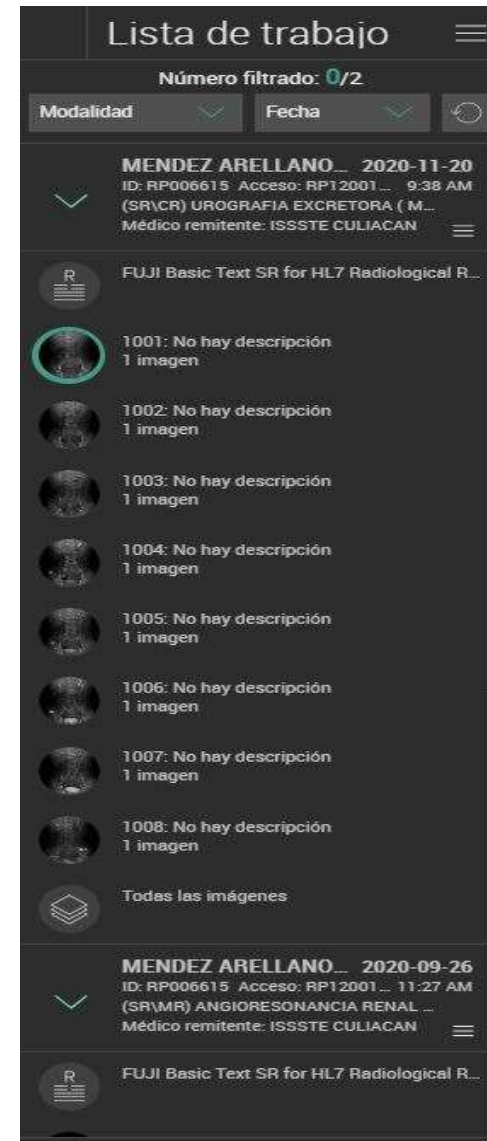 Lista de trabajo
Número filtrado: 0/2
Modalidad Fecha
MENDEZ ARELLANO... 2020-11-20
ID: RP006615 Acceso: RP12001... 9:38 AM
(SR\CR) UROGRAFIA EXCRETORA ( M...
Médico remitente: ISSSTE CULIACAN
R
FUJI Basic Text SR for HL7 Radiological R...
1001: No hay descripción
1 imagen
1002: No hay descripción
1 imagen
1003: No hay descripción
1 imagen
1004: No hay descripción
1 imagen
1005: No hay descripción
1 imagen
1006: No hay descripción
1 imagen
1007: No hay descripción
1 imagen
1008: No hay descripción
1 imagen
Todas las imágenes
MENDEZ ARELLANO... 2020-09-26
ID: RP006615 Acceso: RP12001... 11:27 AM
(SR\MR) ANGIORESONANCIA RENAL ...
Médico remitente: ISSSTE CULIACAN
R
FUJI Basic Text SR for HL7 Radiological R...